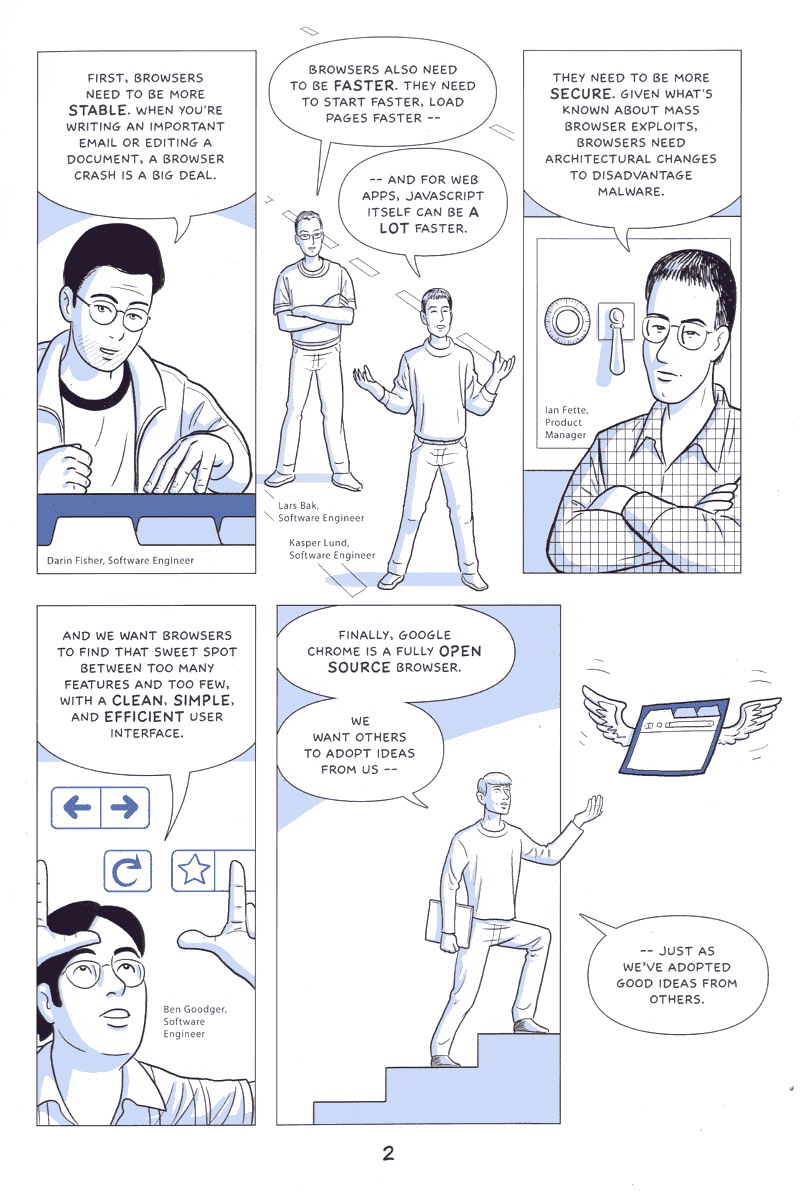 FIRST, BROWSERS
NEED TO BE MORE
STABLE. WHEN YOU'RE
WRITING AN IMPORTANT
EMAIL OR EDITING A
DOCUMENT, A BROWSER
CRASH IS A BIG DEAL.
Darin Fisher, Software Engineer
BROWSERS ALSO NEED
TO BE FASTER. THEY NEED
TO START FASTER, LOAD
PAGES FASTER --
-- AND FOR WEB
APPS, JAVASCRIPT
ITSELF CAN BE A
LOT FASTER.
Lars Bak,
Software Engineer
Kasper Lund,
Software Engineer
THEY NEED TO BE MORE
SECURE. GIVEN WHAT'S
KNOWN ABOUT MASS
BROWSER EXPLOITS,
BROWSERS NEED
ARCHITECTURAL CHANGES
TO DISADVANTAGE
MALWARE.
Ian Fette,
Product
Manager
AND WE WANT BROWSERS
TO FIND THAT SWEET SPOT
BETWEEN TOO MANY
FEATURES AND TOO FEW,
WITH A CLEAN, SIMPLE,
AND EFFICIENT USER
INTERFACE.
Ben Goodger,
Software
Engineer
FINALLY, GOOGLE
CHROME IS A FULLY OPEN
SOURCE BROWSER.
WE
WANT OTHERS
TO ADOPT IDEAS
FROM US --
-- JUST AS
WE'VE ADOPTED
GOOD IDEAS FROM
OTHERS.
2